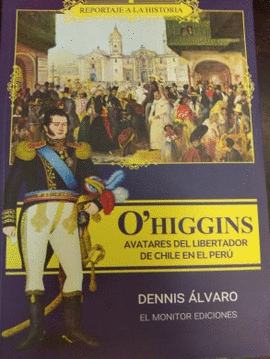 REPORTAJE A LA HISTORIA
O'HIGGINS
AVATARES DEL LIBERTADOR
DE CHILE EN EL PERÚ
DENNIS ÁLVARO
EL MONITOR EDICIONES